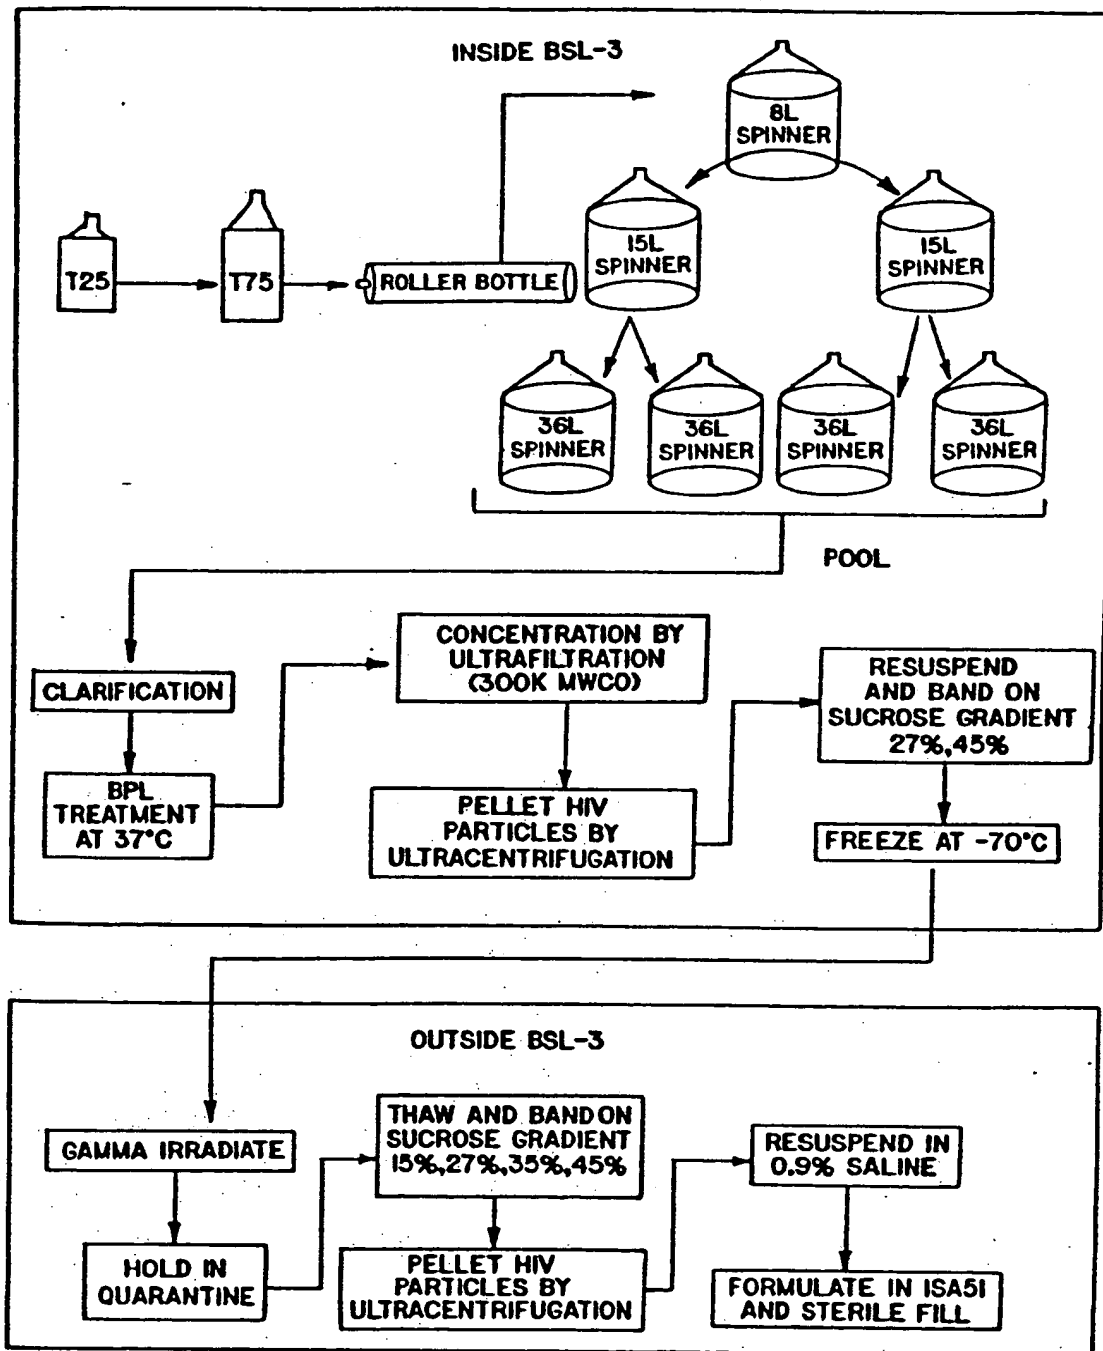 INSIDE BSL-3
8L
SPINNER
T25
T75
ROLLER BOTTLE
15L
SPINNER
15L
SPINNER
36L
SPINNER
36L
SPINNER
36L
SPINNER
36L
SPINNER
POOL
CLARIFICATION
BPL
TREATMENT
AT 37°C
CONCENTRATION BY
ULTRAFILTRATION
(300K MWCO)
PELLET HIV
PARTICLES BY
ULTRACENTRIFUGATION
RESUSPEND
AND BAND ON
SUCROSE GRADIENT
27%,45%
FREEZE AT -70°C
OUTSIDE BSL-3
GAMMA IRRADIATE
HOLD IN
QUARANTINE
THAW AND BAND ON
SUCROSE GRADIENT
15%,27%,35%,45%
PELLET HIV
PARTICLES BY
ULTRACENTRIFUGATION
RESUSPEND IN
0.9% SALINE
FORMULATE IN ISA51
AND STERILE FILL